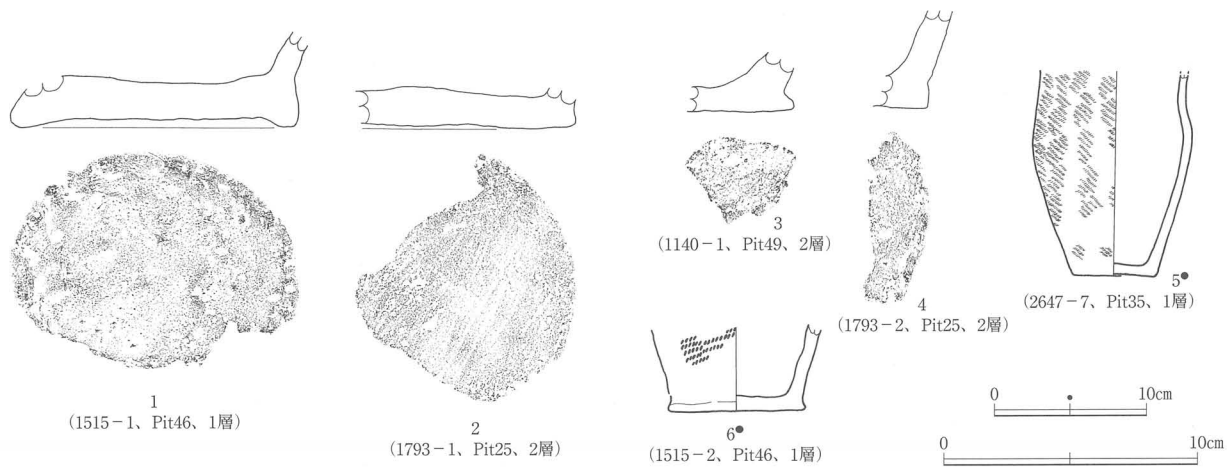 1
(1515-1、Pit46、1層)
2
(1793-1、Pit25、2層)
3
(1140-1、Pit49、2層)
4
(1793-2、Pit25、2層)
5●
(2647-7、Pit35、1層)
6●
(1515-2、Pit46、1層)
0 ● 10cm
0 10cm